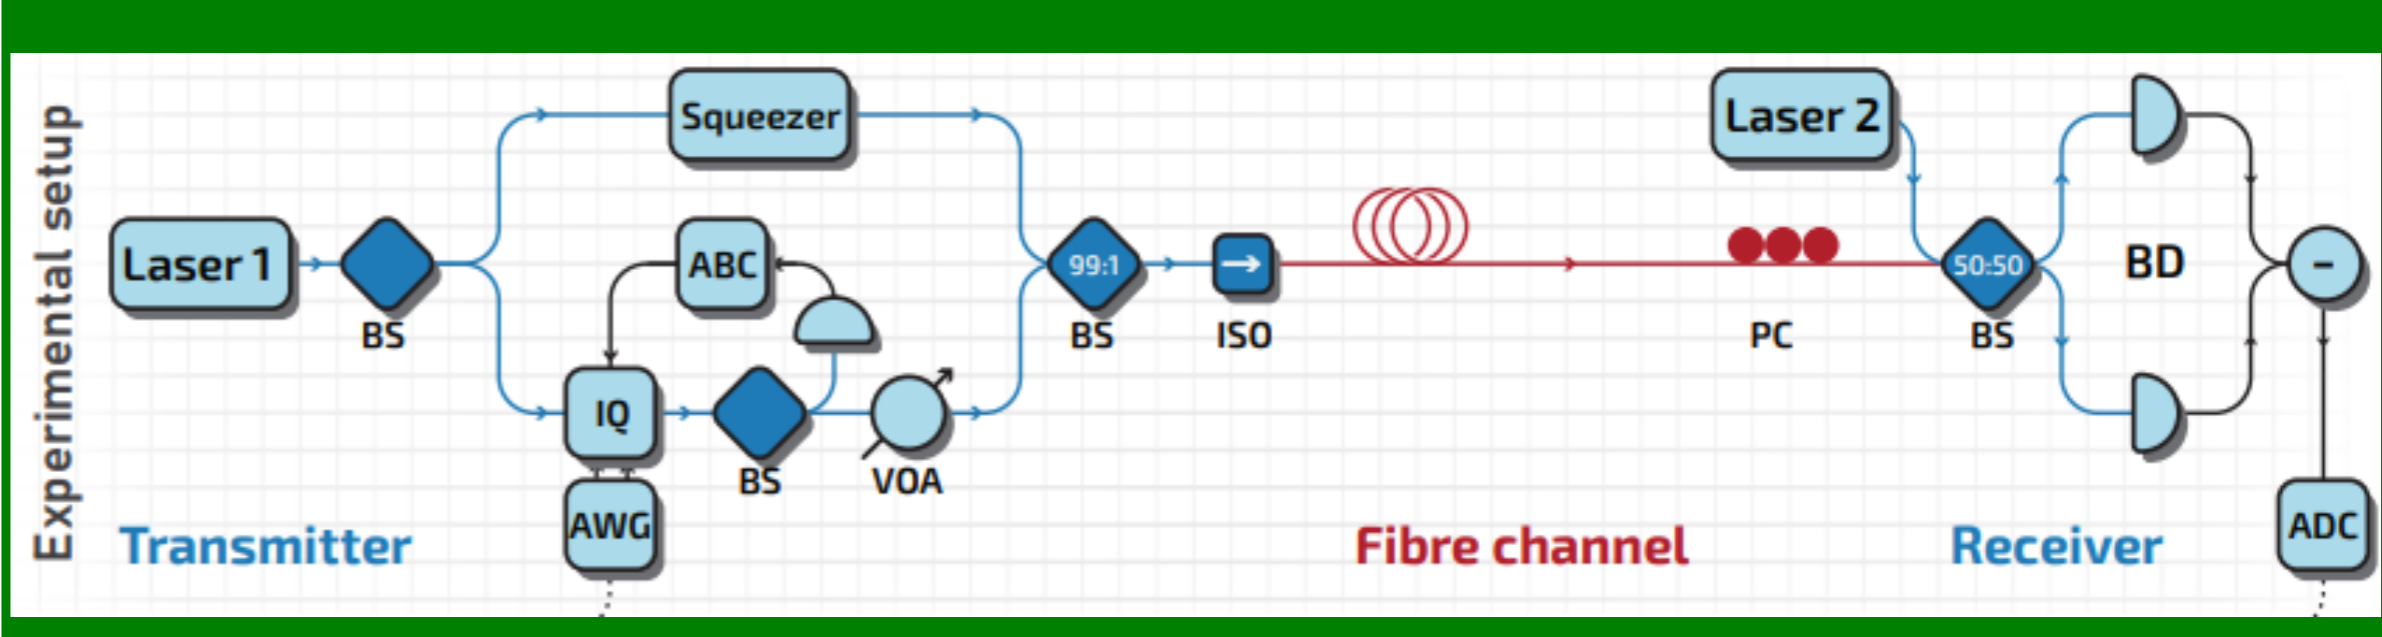 Experimental setup
Squeezer
Laser 2
Laser 1
BS
ABC
99:1
BS
ISO
PC
50:50
BS
BD
−
IQ
BS
VOA
AWG
ADC
Transmitter
Fibre channel
Receiver